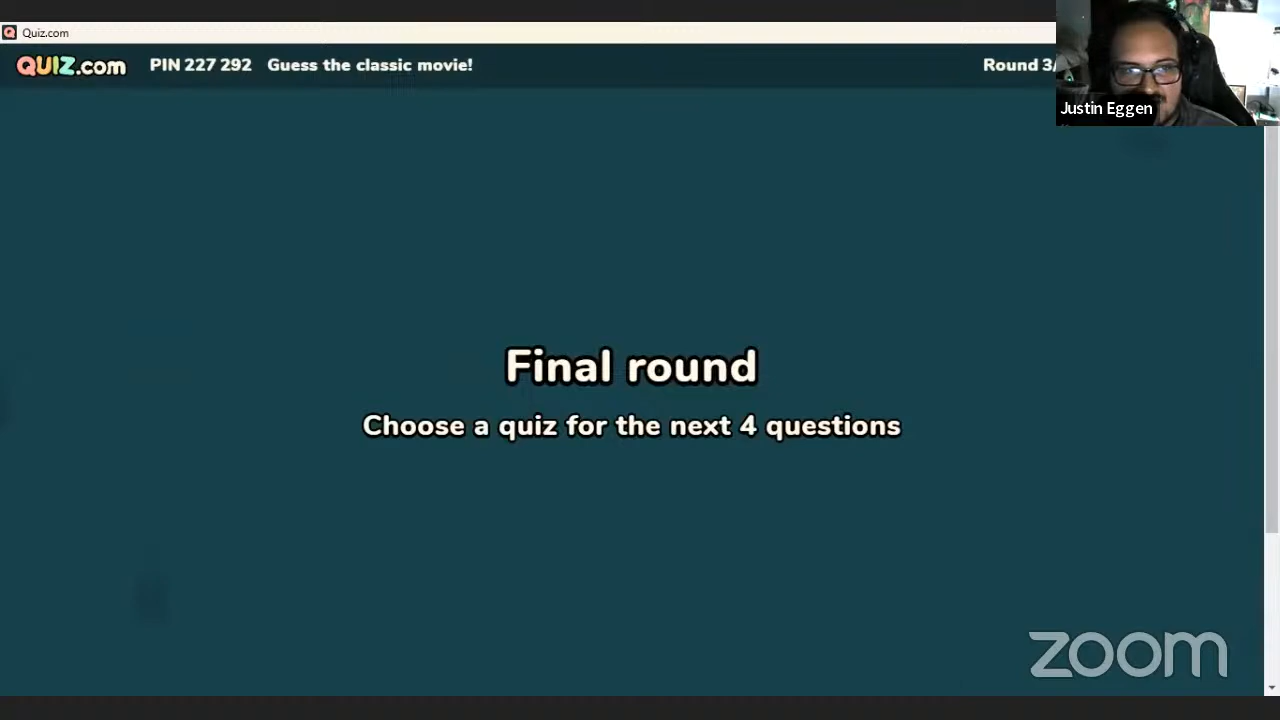 Quiz.com
QUIZ.com PIN 227 292 Guess the classic movie! Round 3/
Justin Eggen
Final round
Choose a quiz for the next 4 questions
zoom